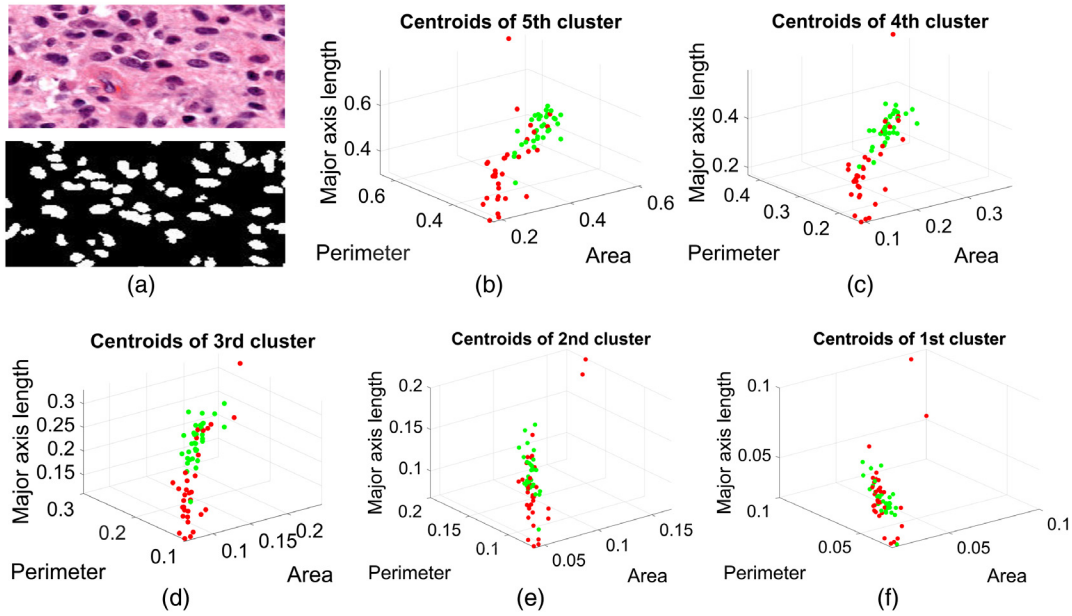 Centroids of 5th cluster
Centroids of 4th cluster
Major axis length
0.6
0.4
0.6
0.4
0.2
0.4
0.6
Perimeter
Area
Major axis length
0.4
0.2
0.4
0.3
0.2
0.1
0.2
0.3
Perimeter
Area
(a)
(b)
(c)
Centroids of 3rd cluster
Centroids of 2nd cluster
Centroids of 1st cluster
Major axis length
0.3
0.25
0.2
0.15
0.3
0.2
0.1
0.1
0.15
0.2
Perimeter
Area
Major axis length
0.2
0.15
0.1
0.2
0.15
0.1
0.05
0.1
0.15
Perimeter
Area
Major axis length
0.1
0.05
0.1
0.05
0.05
0.1
Perimeter
Area
(d)
(e)
(f)